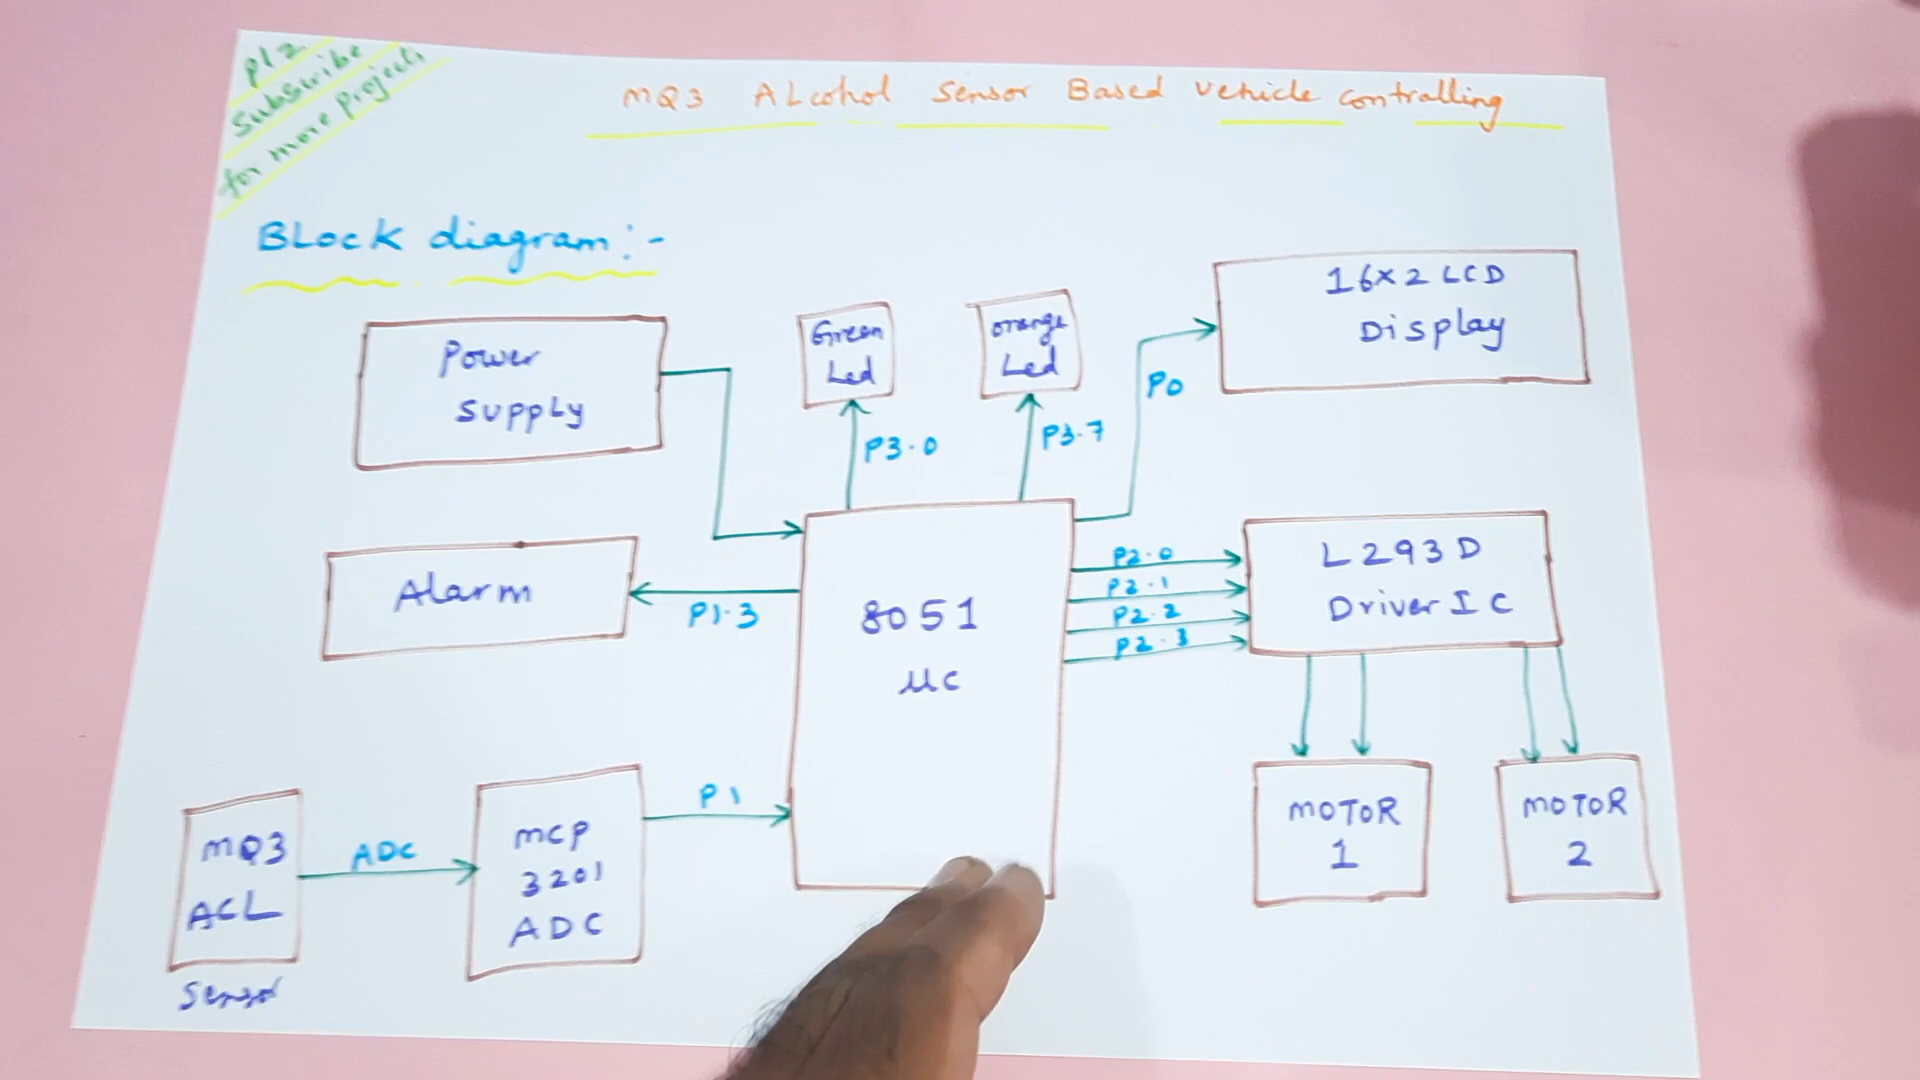 plz
subscribe
for more projects
MQ3 ALcohol Sensor Based vehicle controlling
BLock diagram:-
Power
Supply
Green
Led
orange
Led
16x2 LCD
Display
P3.0
P3.7
P0
Alarm
P1.3
8051
µc
P2.0
P2.1
P2.2
P2.3
L293D
Driver IC
MQ3
ACL
Sensor
ADC
mcp
3201
ADC
P1
MOTOR
1
MOTOR
2